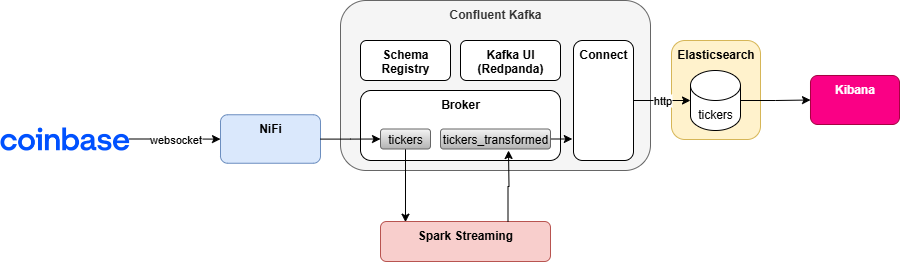 Confluent Kafka
Schema
Registry
Kafka UI
(Redpanda)
Connect
Elasticsearch
tickers
Kibana
http
Broker
tickers
tickers_transformed
coinbase
websocket
NiFi
Spark Streaming